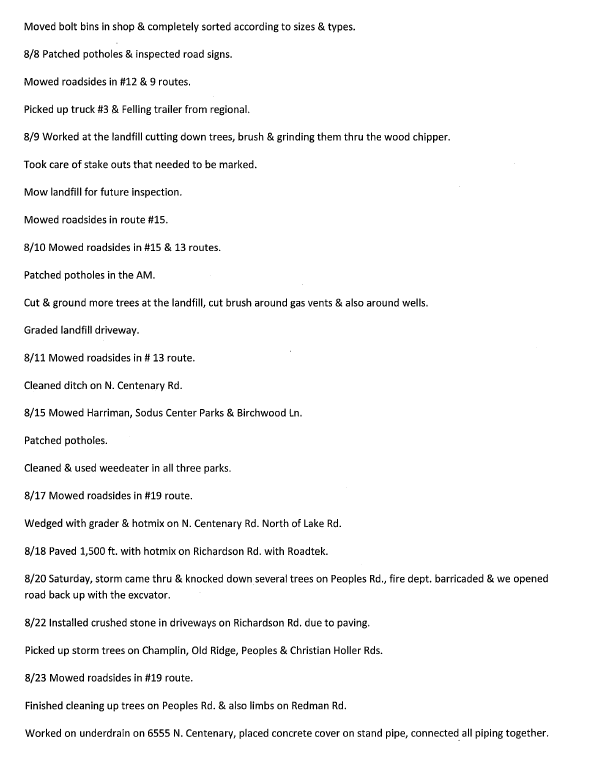 Moved bolt bins in shop & completely sorted according to sizes & types.
8/8 Patched potholes & inspected road signs.
Mowed roadsides in #12 & 9 routes.
Picked up truck #3 & Felling trailer from regional.
8/9 Worked at the landfill cutting down trees, brush & grinding them thru the wood chipper.
Took care of stake outs that needed to be marked.
Mow landfill for future inspection.
Mowed roadsides in route #15.
8/10 Mowed roadsides in #15 & 13 routes.
Patched potholes in the AM.
Cut & ground more trees at the landfill, cut brush around gas vents & also around wells.
Graded landfill driveway.
8/11 Mowed roadsides in # 13 route.
Cleaned ditch on N. Centenary Rd.
8/15 Mowed Harriman, Sodus Center Parks & Birchwood Ln.
Patched potholes.
Cleaned & used weedeater in all three parks.
8/17 Mowed roadsides in #19 route.
Wedged with grader & hotmix on N. Centenary Rd. North of Lake Rd.
8/18 Paved 1,500 ft. with hotmix on Richardson Rd. with Roadtek.
8/20 Saturday, storm came thru & knocked down several trees on Peoples Rd., fire dept. barricaded & we opened
road back up with the excvator.
8/22 Installed crushed stone in driveways on Richardson Rd. due to paving.
Picked up storm trees on Champlin, Old Ridge, Peoples & Christian Holler Rds.
8/23 Mowed roadsides in #19 route.
Finished cleaning up trees on Peoples Rd. & also limbs on Redman Rd.
Worked on underdrain on 6555 N. Centenary, placed concrete cover on stand pipe, connected all piping together.